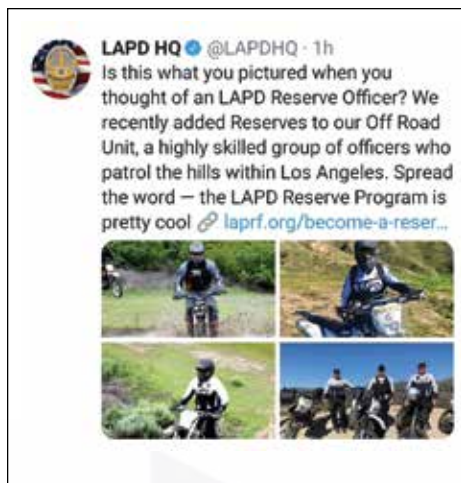 LAPD HQ @LAPDHQ · 1h
Is this what you pictured when you
thought of an LAPD Reserve Officer? We
recently added Reserves to our Off Road
Unit, a highly skilled group of officers who
patrol the hills within Los Angeles. Spread
the word — the LAPD Reserve Program is
pretty cool 🔗 laprf.org/become-a-reser...